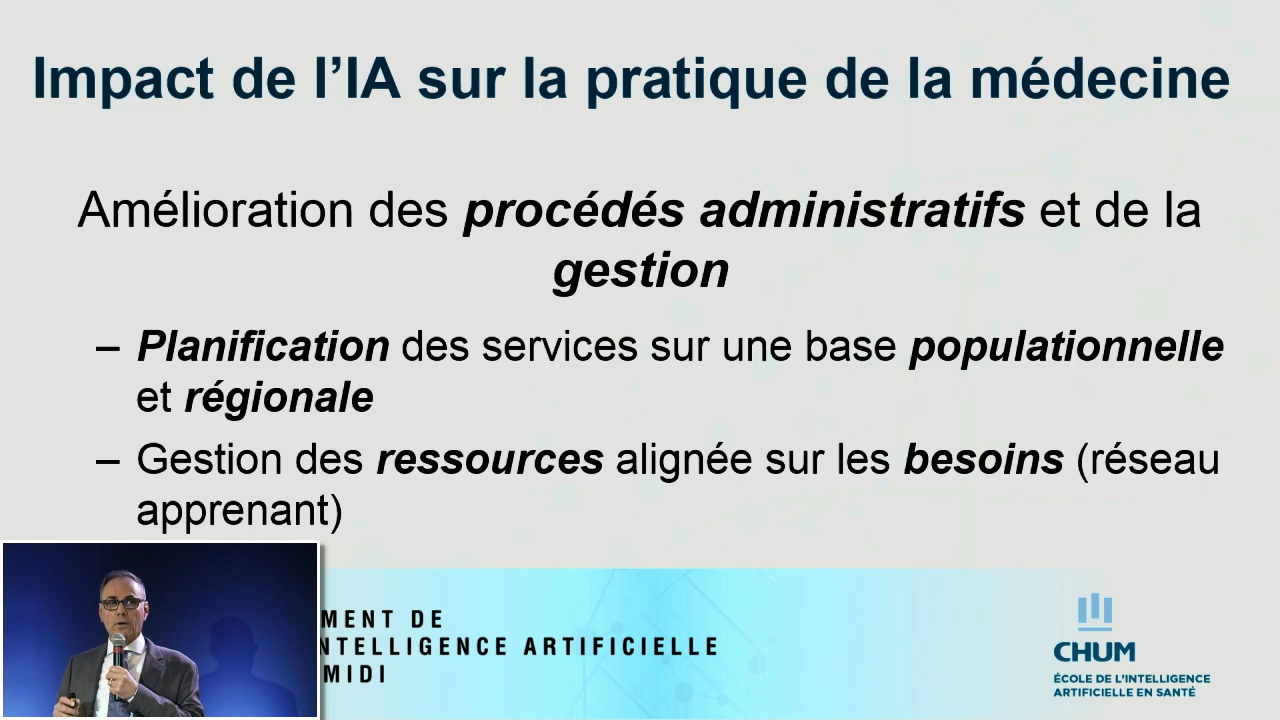 Impact de l’IA sur la pratique de la médecine
Amélioration des procédés administratifs et de la
gestion
– Planification des services sur une base populationnelle
et régionale
– Gestion des ressources alignée sur les besoins (réseau
apprenant)
MENT DE
NTELLIGENCE ARTIFICIELLE
MIDI
CHUM
ÉCOLE DE L’INTELLIGENCE
ARTIFICIELLE EN SANTÉ